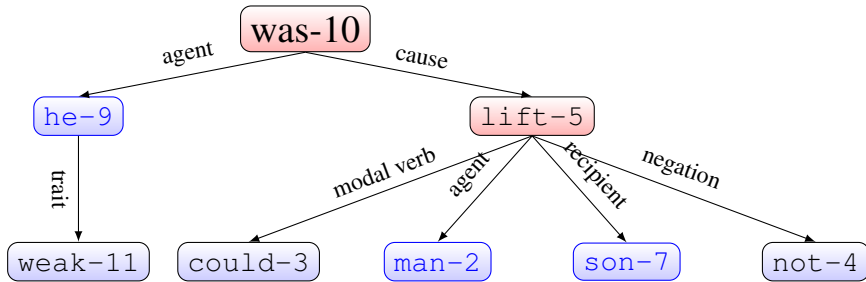 was-10
agent
cause
he-9
lift-5
trait
modal verb
agent
recipient
negation
weak-11
could-3
man-2
son-7
not-4